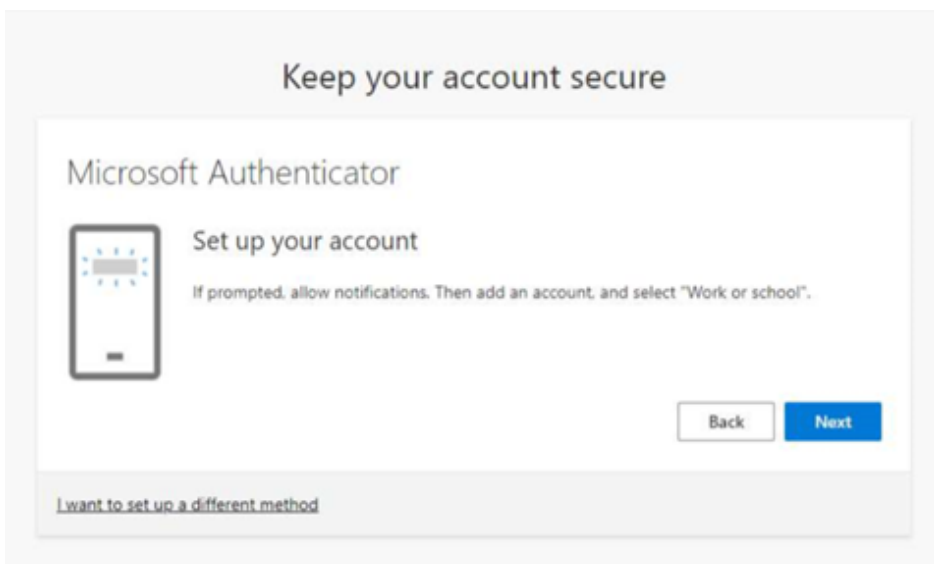 Keep your account secure
Microsoft Authenticator
Set up your account
If prompted, allow notifications. Then add an account, and select "Work or school".
Back
Next
I want to set up a different method